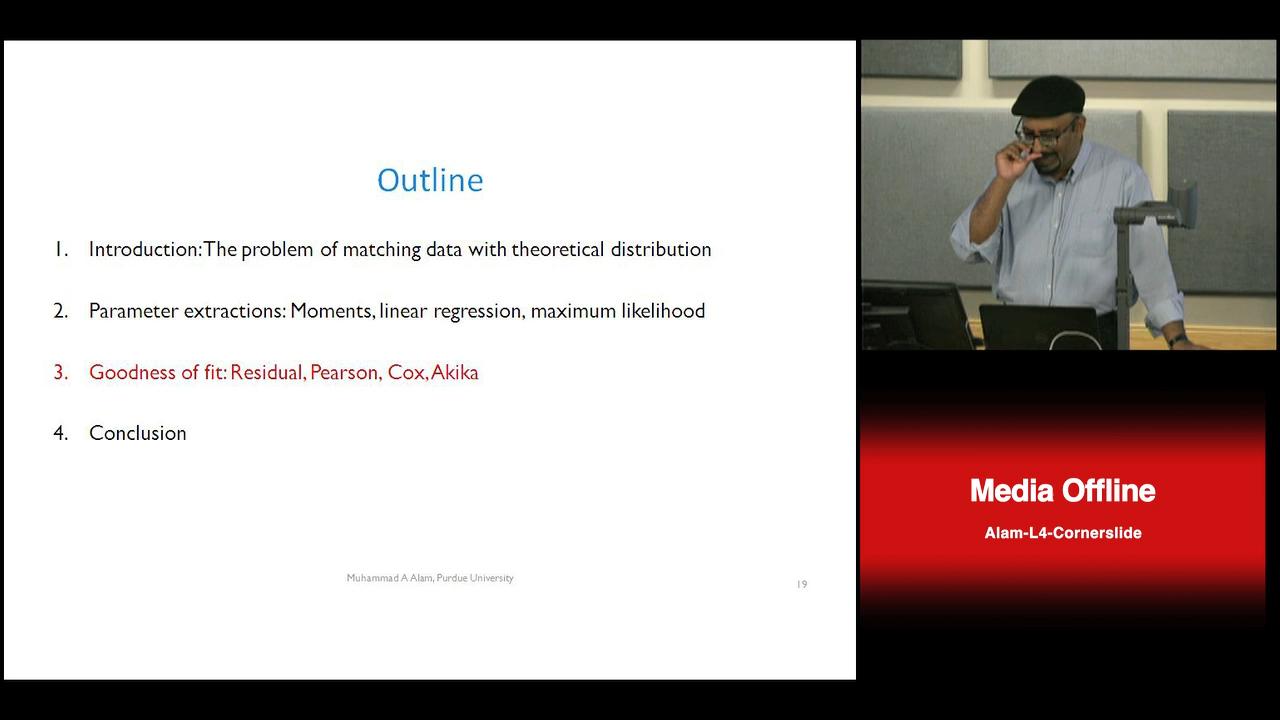 Outline
1. Introduction: The problem of matching data with theoretical distribution
2. Parameter extractions: Moments, linear regression, maximum likelihood
3. Goodness of fit: Residual, Pearson, Cox, Akika
4. Conclusion
Muhammad A Alam, Purdue University
19
Media Offline
Alam-L4-Cornerslide